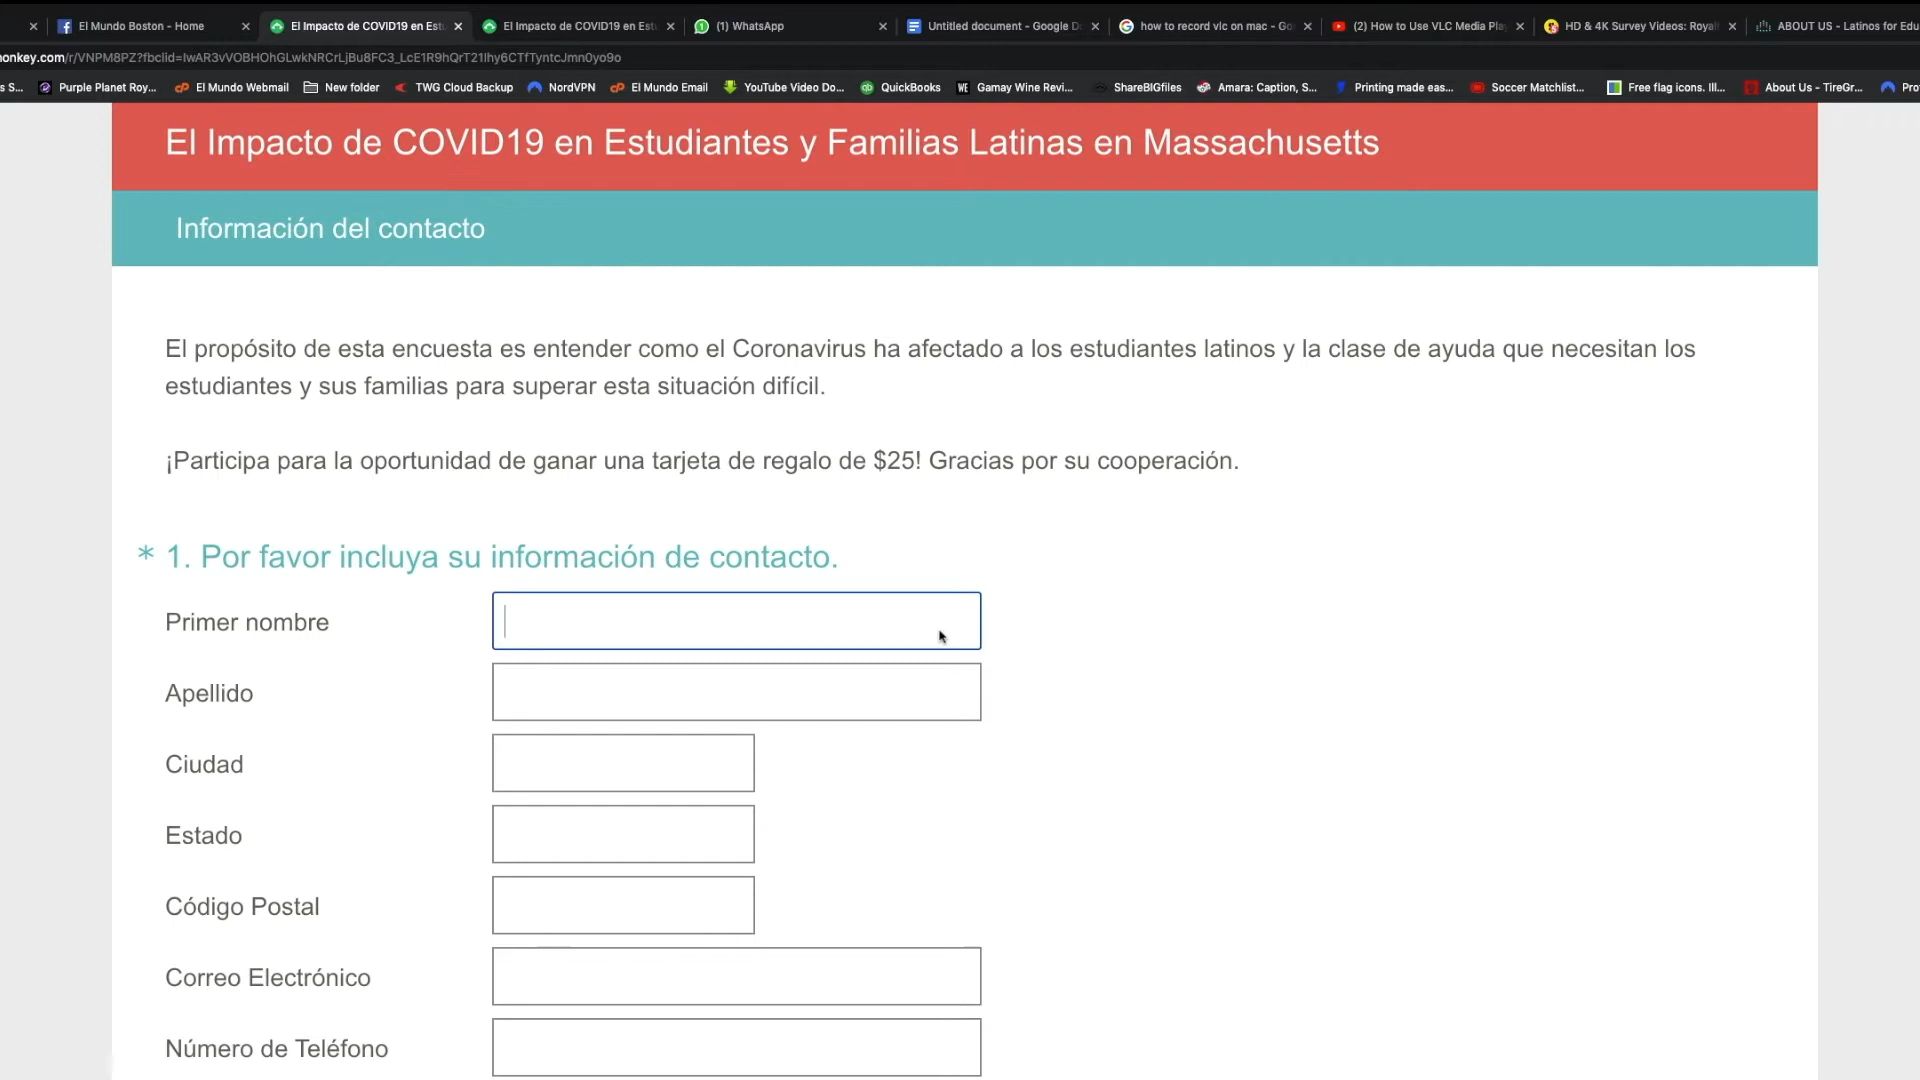 El Mundo Boston - Home
El Impacto de COVID19 en Est
El Impacto de COVID19 en Est
(1) WhatsApp
Untitled document - Google D
how to record vlc on mac - Go
(2) How to Use VLC Media Pla
HD & 4K Survey Videos: Royal
ABOUT US - Latinos for Edu
onkey.com/r/VNPM8PZ?fbclid=IwAR3vVOBHOhGLwkNRCrLjBu8FC3_LcE1R9hQrT21Ihy6CTfTyntcJmn0yo9o
s S...
Purple Planet Roy...
El Mundo Webmail
New folder
TWG Cloud Backup
NordVPN
El Mundo Email
YouTube Video Do...
QuickBooks
Gamay Wine Revi...
ShareBIGfiles
Amara: Caption, S...
Printing made eas...
Soccer Matchlist...
Free flag icons. Ill...
About Us - TireGr...
El Impacto de COVID19 en Estudiantes y Familias Latinas en Massachusetts
Información del contacto
El propósito de esta encuesta es entender como el Coronavirus ha afectado a los estudiantes latinos y la clase de ayuda que necesitan los
estudiantes y sus familias para superar esta situación difícil.
¡Participa para la oportunidad de ganar una tarjeta de regalo de $25! Gracias por su cooperación.
* 1. Por favor incluya su información de contacto.
Primer nombre
Apellido
Ciudad
Estado
Código Postal
Correo Electrónico
Número de Teléfono